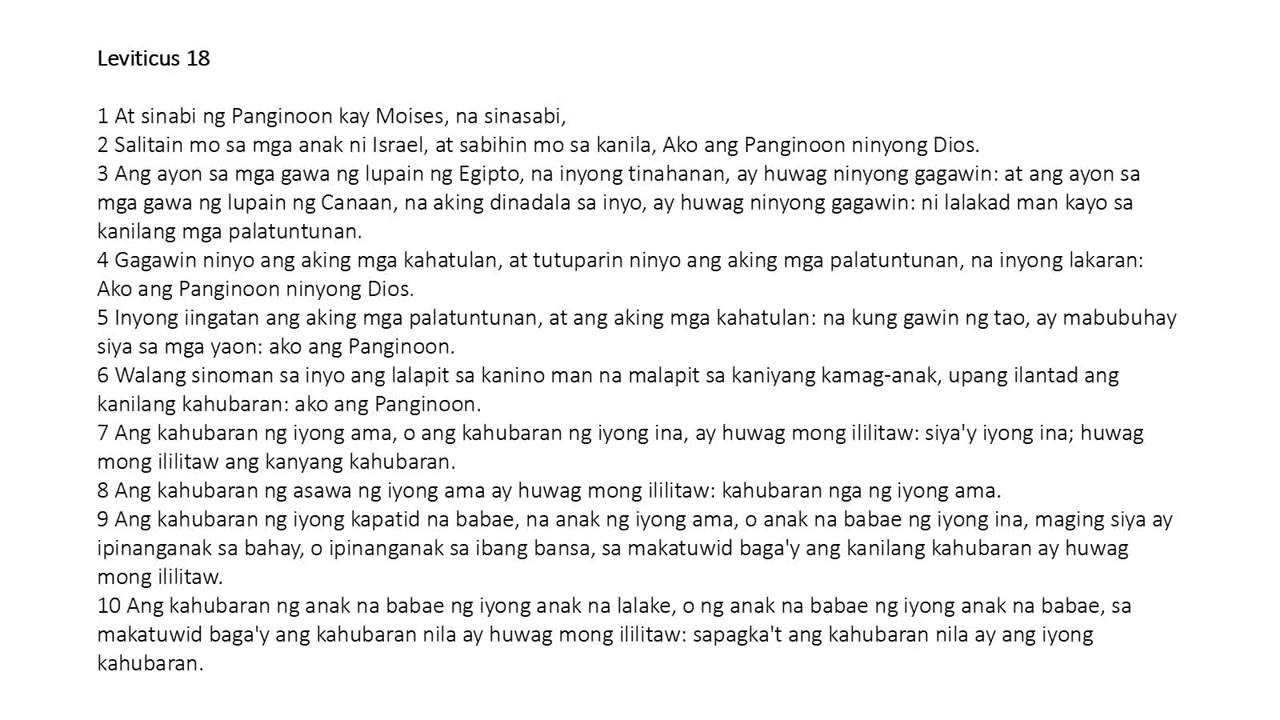 Leviticus 18
1 At sinabi ng Panginoon kay Moises, na sinasabi,
2 Salitain mo sa mga anak ni Israel, at sabihin mo sa kanila, Ako ang Panginoon ninyong Dios.
3 Ang ayon sa mga gawa ng lupain ng Egipto, na inyong tinahanan, ay huwag ninyong gagawin: at ang ayon sa
mga gawa ng lupain ng Canaan, na aking dinadala sa inyo, ay huwag ninyong gagawin: ni lalakad man kayo sa
kanilang mga palatuntunan.
4 Gagawin ninyo ang aking mga kahatulan, at tutuparin ninyo ang aking mga palatuntunan, na inyong lakaran:
Ako ang Panginoon ninyong Dios.
5 Inyong iingatan ang aking mga palatuntunan, at ang aking mga kahatulan: na kung gawin ng tao, ay mabubuhay
siya sa mga yaon: ako ang Panginoon.
6 Walang sinoman sa inyo ang lalapit sa kanino man na malapit sa kaniyang kamag-anak, upang ilantad ang
kanilang kahubaran: ako ang Panginoon.
7 Ang kahubaran ng iyong ama, o ang kahubaran ng iyong ina, ay huwag mong ililitaw: siya'y iyong ina; huwag
mong ililitaw ang kanyang kahubaran.
8 Ang kahubaran ng asawa ng iyong ama ay huwag mong ililitaw: kahubaran nga ng iyong ama.
9 Ang kahubaran ng iyong kapatid na babae, na anak ng iyong ama, o anak na babae ng iyong ina, maging siya ay
ipinanganak sa bahay, o ipinanganak sa ibang bansa, sa makatuwid baga'y ang kanilang kahubaran ay huwag
mong ililitaw.
10 Ang kahubaran ng anak na babae ng iyong anak na lalake, o ng anak na babae ng iyong anak na babae, sa
makatuwid baga'y ang kahubaran nila ay huwag mong ililitaw: sapagka't ang kahubaran nila ay ang iyong
kahubaran.